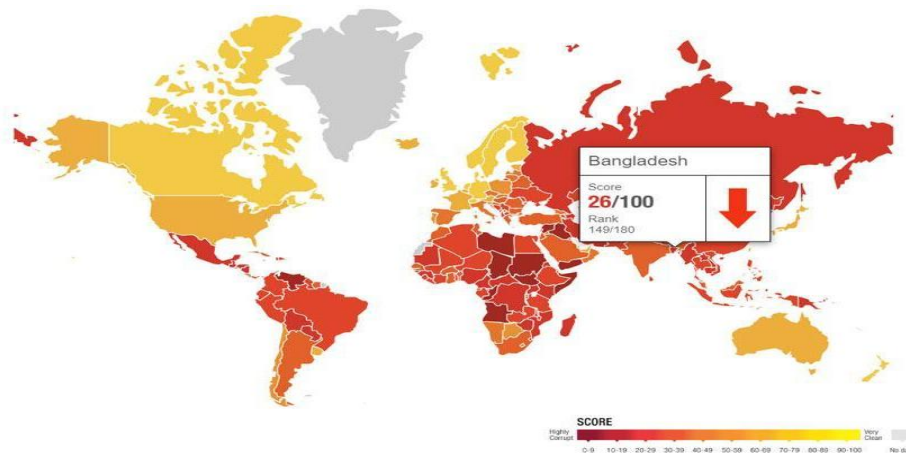 Bangladesh
Score
26/100
Rank
149/180
SCORE
Highly Corrupt
Very Clean
0-9 10-19 20-29 30-39 40-49 50-59 60-69 70-79 80-89 90-100 No